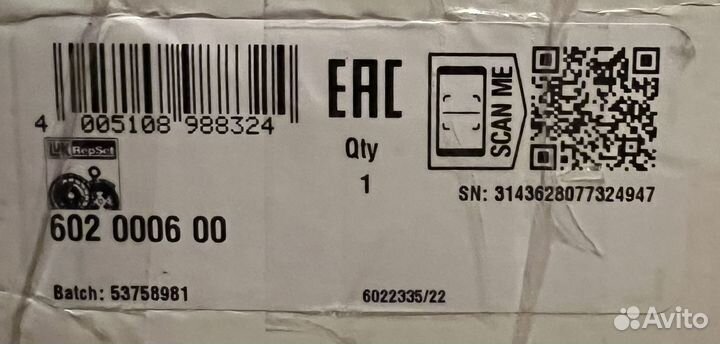 4 005108 988324
EAC
SCAN ME
LUK RepSet
Qty
1
SN: 3143628077324947
602 0006 00
Batch: 53758981
6022335/22
Avito